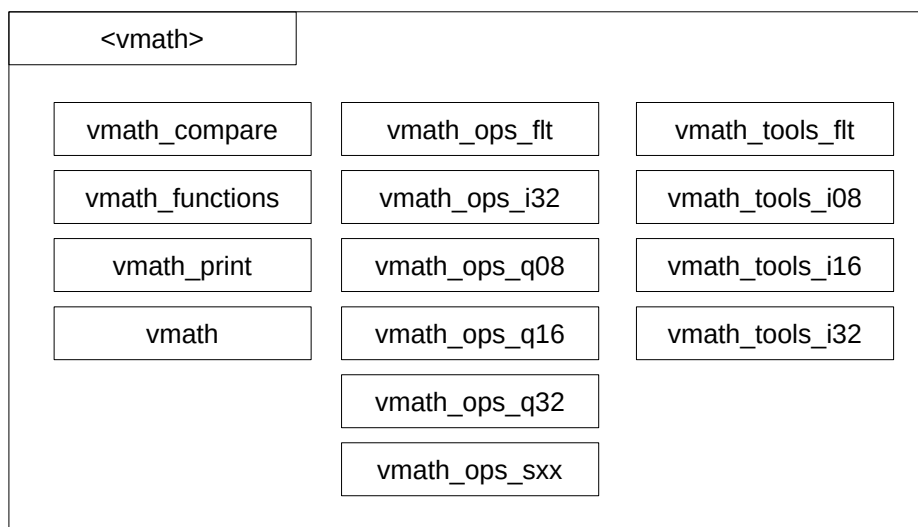 <vmath>
vmath_compare
vmath_ops_flt
vmath_tools_flt
vmath_functions
vmath_ops_i32
vmath_tools_i08
vmath_print
vmath_ops_q08
vmath_tools_i16
vmath
vmath_ops_q16
vmath_tools_i32
vmath_ops_q32
vmath_ops_sxx